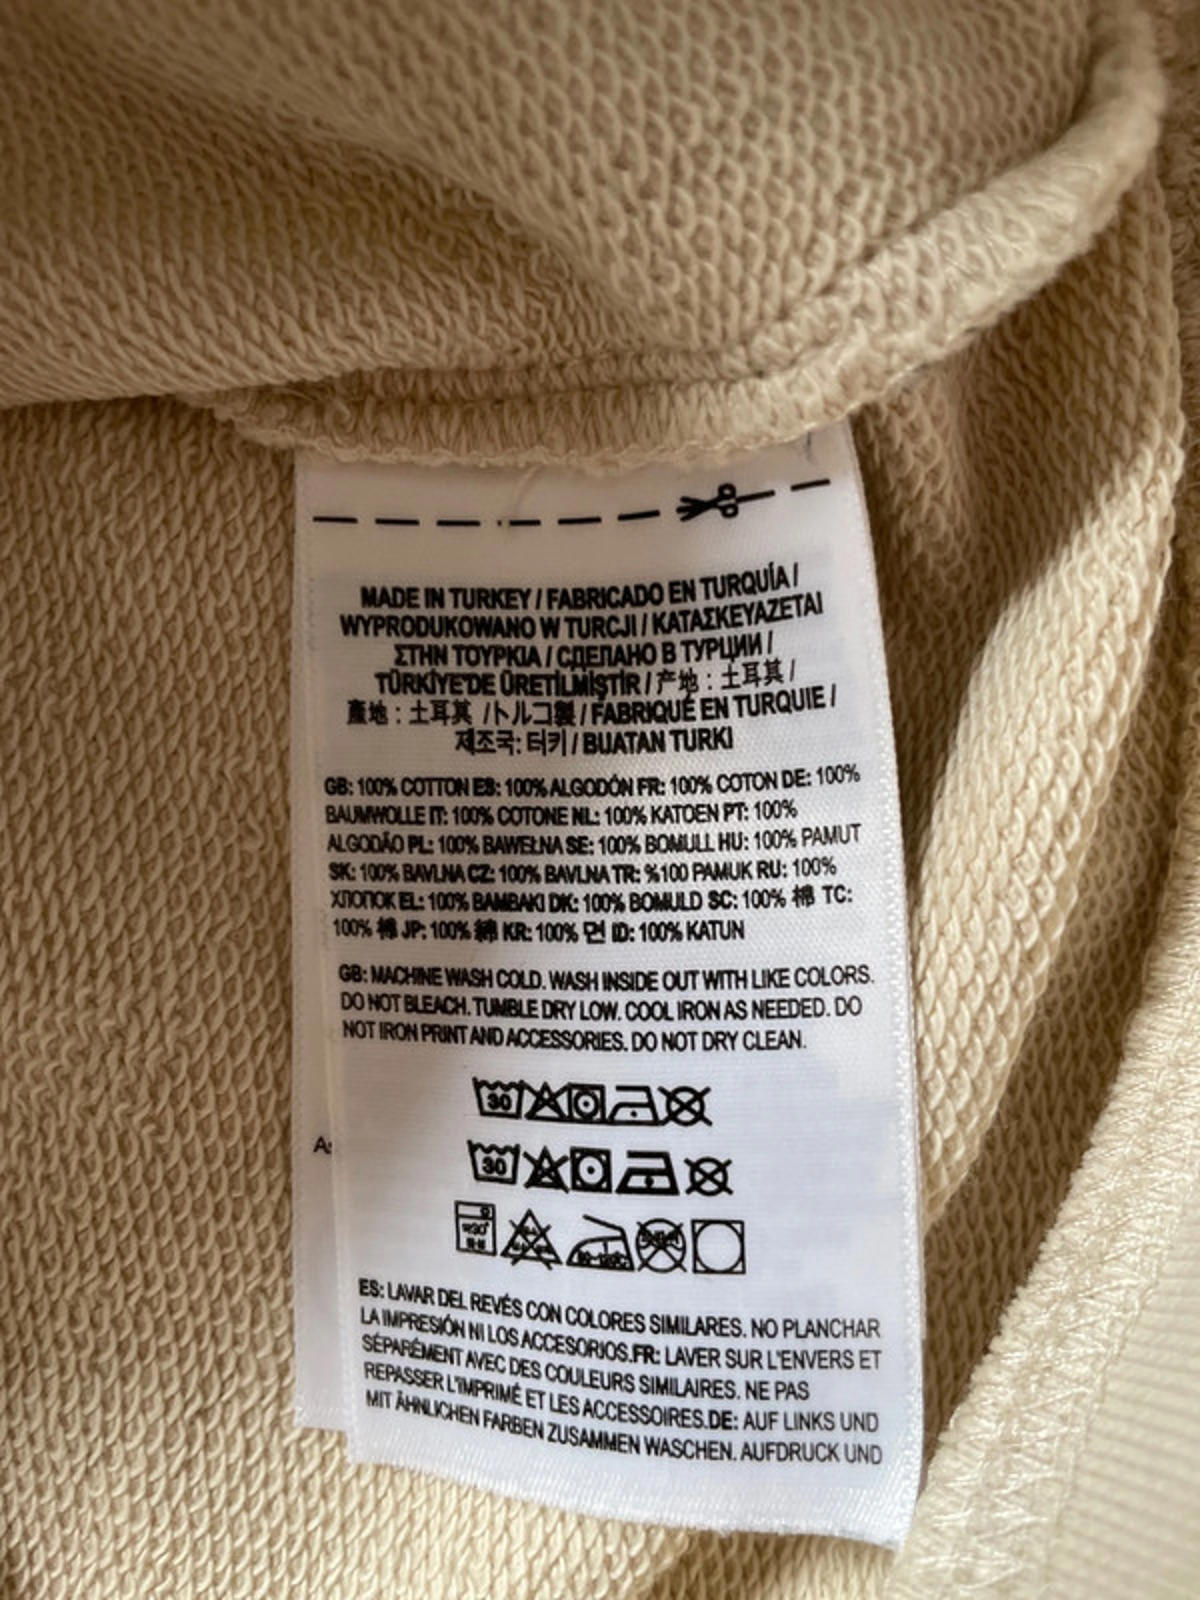 MADE IN TURKEY / FABRICADO EN TURQUÍA /
WYPRODUKOWANO W TURCJI / ΚΑΤΑΣΚΕΥΑΖΕΤΑΙ
ΣΤΗΝ ΤΟΥΡΚΙΑ / СДЕЛАНО В ТУРЦИИ /
TÜRKİYE'DE ÜRETİLMİŞTİR / 产地 : 土耳其 /
產地 : 土耳其 /トルコ製 / FABRIQUÉ EN TURQUIE /
제조국: 터키 / BUATAN TURKI
GB: 100% COTTON ES: 100% ALGODÓN FR: 100% COTON DE: 100%
BAUMWOLLE IT: 100% COTONE NL: 100% KATOEN PT: 100%
ALGODÃO PL: 100% BAWEŁNA SE: 100% BOMULL HU: 100% PAMUT
SK: 100% BAVLNA CZ: 100% BAVLNA TR: %100 PAMUK RU: 100%
ХЛОПОК EL: 100% ΒΑΜΒΑΚΙ DK: 100% BOMULD SC: 100% 棉 TC:
100% 棉 JP: 100% 綿 KR: 100% 면 ID: 100% KATUN
GB: MACHINE WASH COLD. WASH INSIDE OUT WITH LIKE COLORS.
DO NOT BLEACH. TUMBLE DRY LOW. COOL IRON AS NEEDED. DO
NOT IRON PRINT AND ACCESSORIES. DO NOT DRY CLEAN.
30
30
ES: LAVAR DEL REVÉS CON COLORES SIMILARES. NO PLANCHAR
LA IMPRESIÓN NI LOS ACCESORIOS.FR: LAVER SUR L'ENVERS ET
SÉPARÉMENT AVEC DES COULEURS SIMILAIRES. NE PAS
REPASSER L'IMPRIMÉ ET LES ACCESSOIRES.DE: AUF LINKS UND
MIT ÄHNLICHEN FARBEN ZUSAMMEN WASCHEN. AUFDRUCK UND